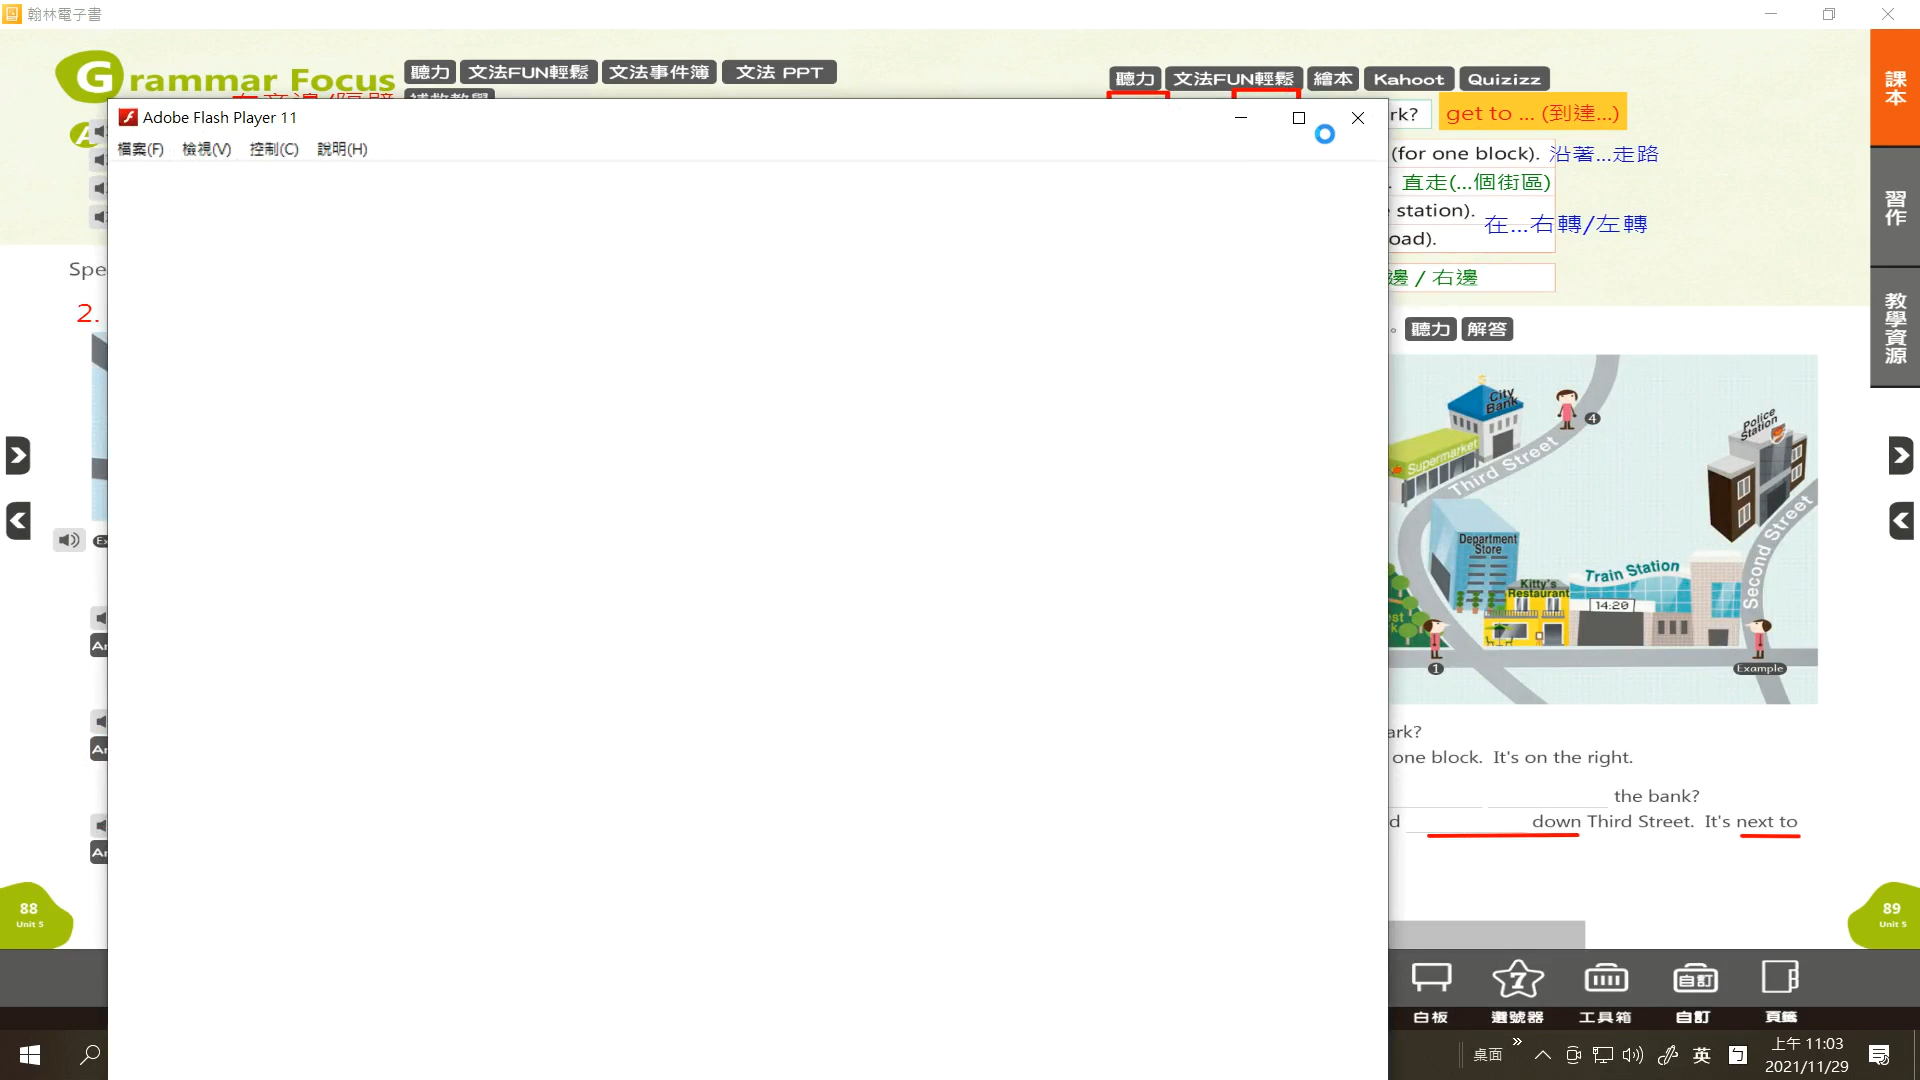 翰林電子書
Grammar Focus
聽力
文法FUN輕鬆
文法事件簿
文法 PPT
聽力
文法FUN輕鬆
繪本
Kahoot
Quizizz
課本
習作
教學資源
Adobe Flash Player 11
檔案(F) 檢視(V) 控制(C) 說明(H)
rk?
get to ... (到達...)
(for one block). 沿著...走路
. 直走(...個街區)
station).
在...右轉/左轉
oad).
邊 / 右邊
Spe
2.
。 聽力 解答
City Bank
4
Police Station
Supermarket
Third Street
Department Store
Second Street
Train Station
Kitty's Restaurant
14:20
1
Example
ark?
one block. It's on the right.
the bank?
d down Third Street. It's next to
88
Unit 5
89
Unit 5
7
自訂
白板
選號器
工具箱
自訂
頁籤
桌面
英
上午 11:03
2021/11/29